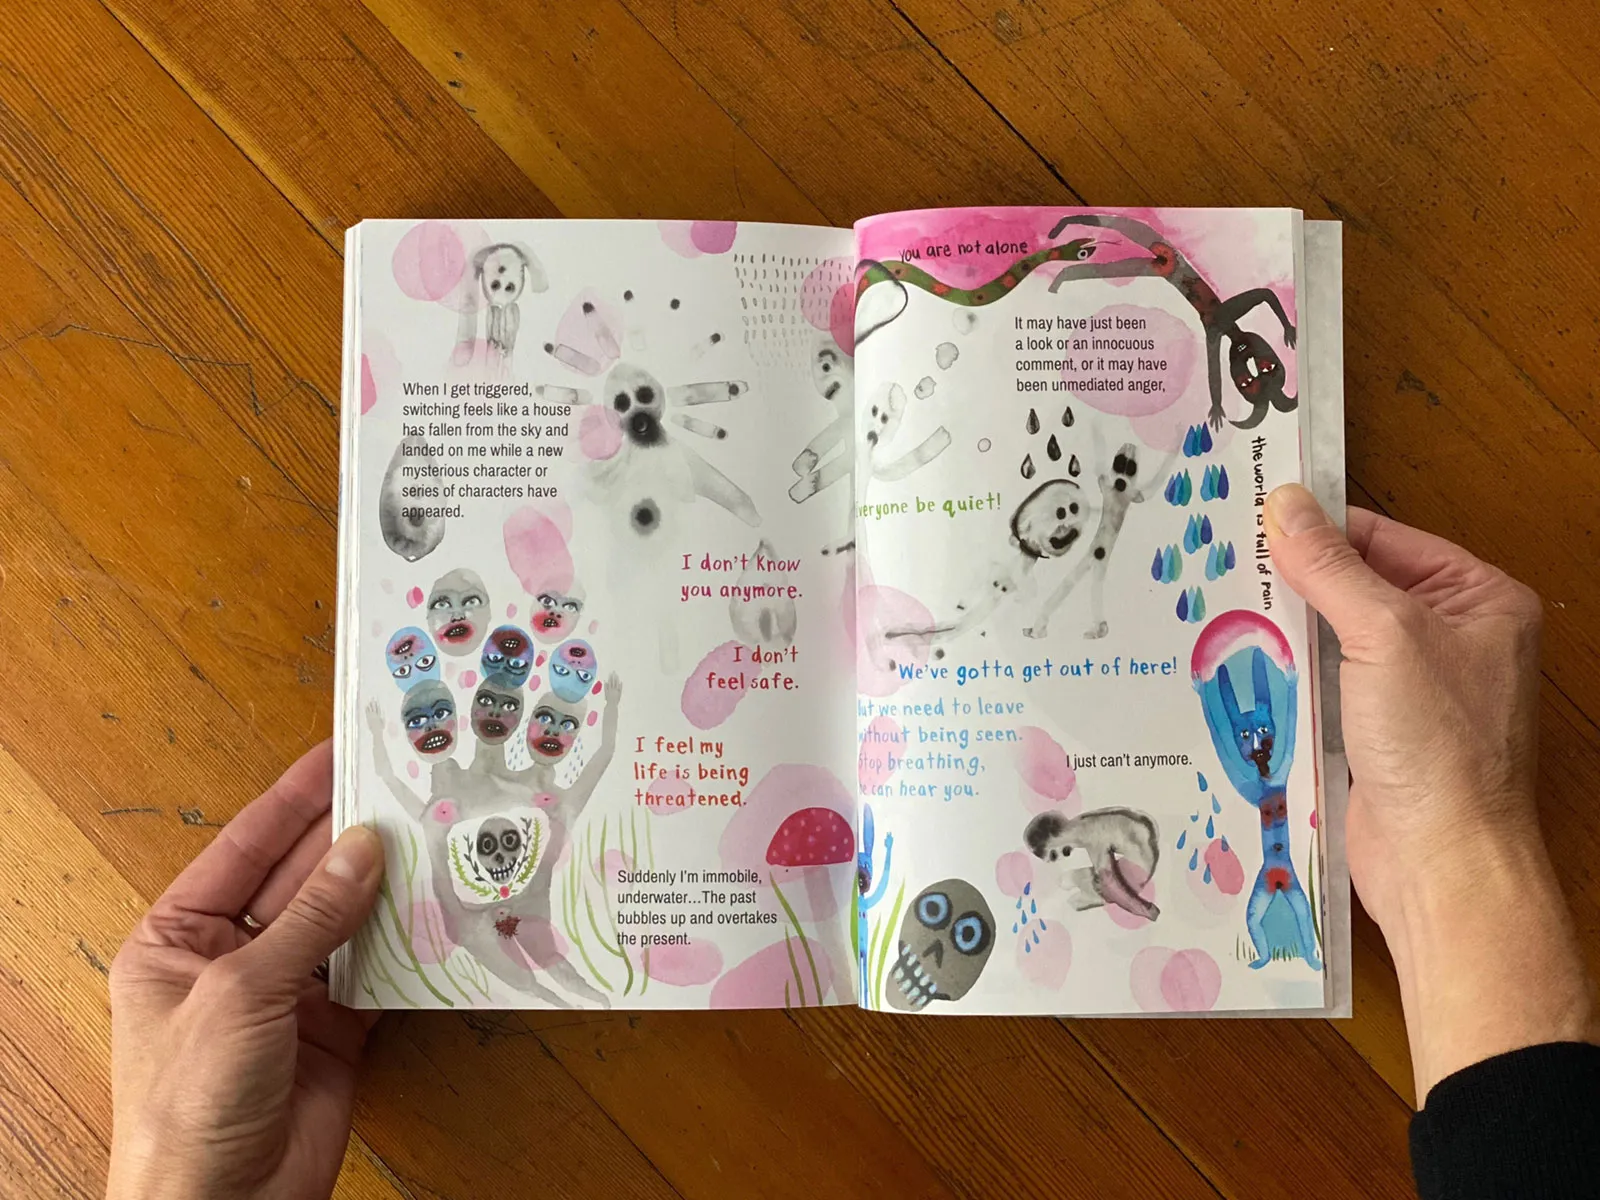 When I get triggered,
switching feels like a house
has fallen from the sky and
landed on me while a new
mysterious character or
series of characters have
appeared.
I don't know
you anymore.
I don't
feel safe.
I feel my
life is being
threatened.
Suddenly I'm immobile,
underwater...The past
bubbles up and overtakes
the present.
you are not alone
It may have just been
a look or an innocuous
comment, or it may have
been unmediated anger,
the world is full of pain
Everyone be quiet!
We've gotta get out of here!
But we need to leave
without being seen.
Stop breathing,
can hear you.
I just can't anymore.